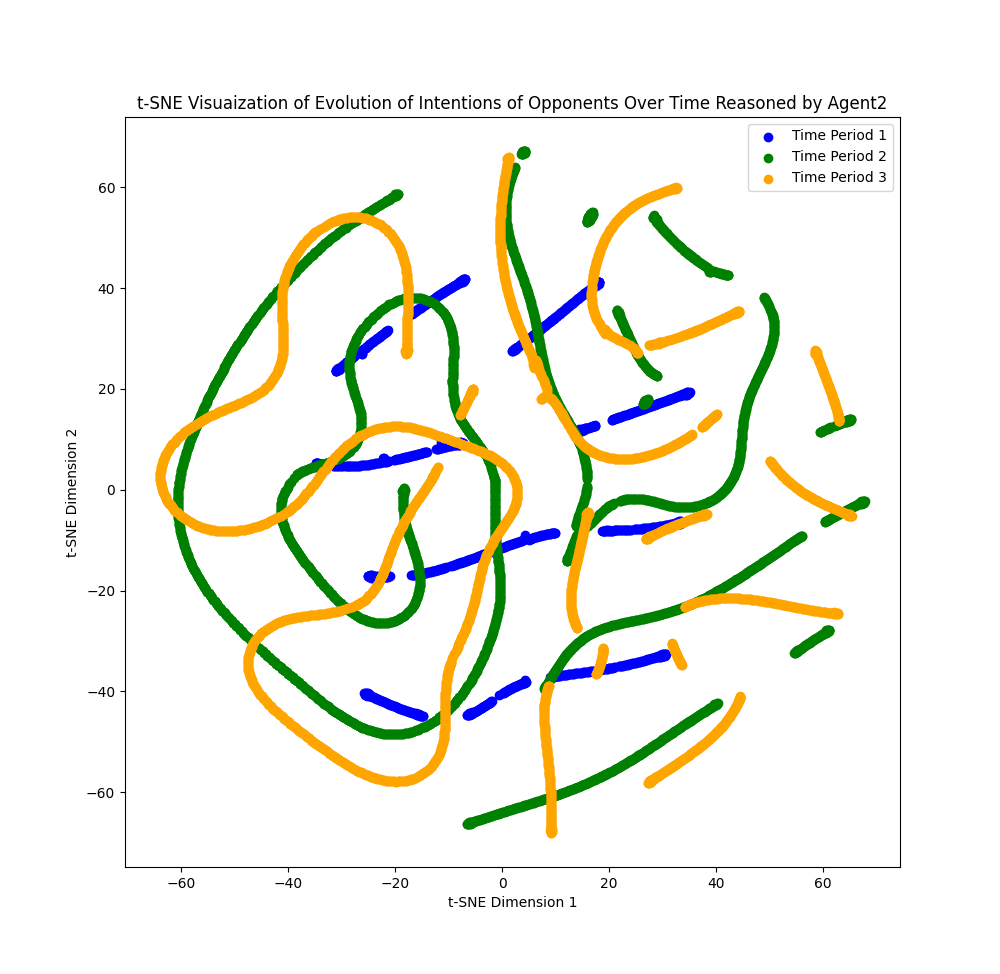 t-SNE Visuaization of Evolution of Intentions of Opponents Over Time Reasoned by Agent2
Time Period 1
Time Period 2
Time Period 3
60
40
20
0
−20
−40
−60
t-SNE Dimension 2
−60 −40 −20 0 20 40 60
t-SNE Dimension 1